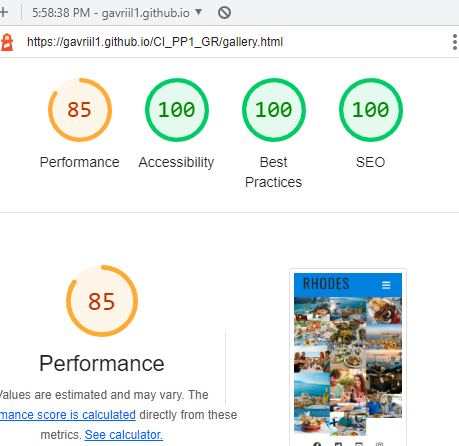 5:58:38 PM - gavriil1.github.io
https://gavriil1.github.io/CI_PP1_GR/gallery.html
85
100
100
100
Performance
Accessibility
Best
Practices
SEO
85
Performance
Values are estimated and may vary. The
mance score is calculated directly from these
metrics. See calculator.
RHODES